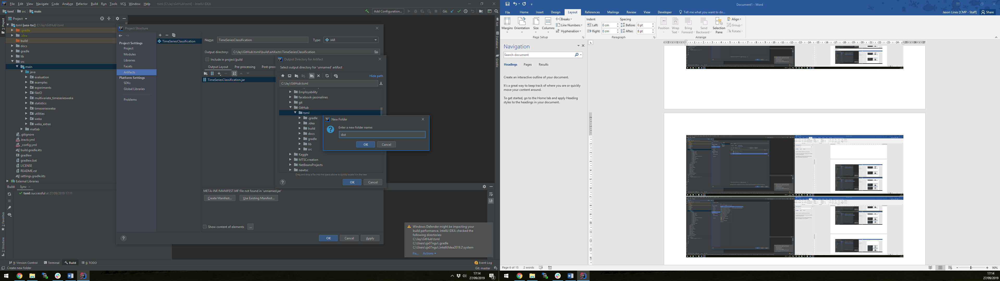 File Edit View Navigate Code Analyze Refactor Build Run Tools VCS Window Help tsml [C:\Jay\GitHub\tsml] - IntelliJ IDEA
tsml src main
Add Configuration... Git:
Project
1: Project
tsml [uea-tsc] C:\Jay\GitHub\tsml
.gradle
.idea
build
docs
gradle
lib
src
main
java
evaluation
examples
experiments
fileIO
multivariate_timeseriesweka
statistics
timeseriesweka
utilities
weka
weka_extras
matlab
.gitignore
.travis.yml
_config.yml
build.gradle.kts
gradlew
gradlew.bat
LICENSE
README.rst
settings.gradle.kts
External Libraries
Build: Sync
tsml: successful at 27/09/2019 17:11
2: Favorites
7: Structure
9: Version Control Terminal Build 6: TODO
Create new folder
Ant
Database
Gradle
Project Structure
Project Settings
Project
Modules
Libraries
Facets
Artifacts
Platform Settings
SDKs
Global Libraries
Problems
TimeSeriesClassification
Name: TimeSeriesClassification Type: JAR
Output directory: C:\Jay\GitHub\tsml\build\artifacts\TimeSeriesClassification
Include in project build
Output Layout Pre-processing Post-proce
TimeSeriesClassification.jar
META-INF/MANIFEST.MF file not found in 'unnamed.jar'
Create Manifest... Use Existing Manifest...
Show content of elements ...
OK Cancel Apply
Output Directory for Artifact
Select output directory for 'unnamed' artifact
Hide path
C:\Jay\GitHub\tsml
Employability
facebook-jasonalines
git
GitHub
tsml
.gradle
.idea
build
docs
gradle
lib
src
Kaggle
MTSCcreation
NetBeansProjects
newtsc
Drag and drop a file into the space above to quickly locate it in the tree
OK Cancel
New Folder
Enter a new folder name:
dist
OK Cancel
Windows Defender might be impacting your
build performance. IntelliJ IDEA checked the
following directories:
C:\Jay\GitHub\tsml
C:\Users\sjx07ngu\.gradle
C:\Users\sjx07ngu\.IntelliJIdea2019.2\system
Fix... Actions
2 Event Log
Git: master
17:14
27/09/2019
2
Document1 - Word
File Home Insert Design Layout References Mailings Review View Developer Tell me what you want to do...
Jason Lines (CMP - Staff) Share
Margins Orientation Size Columns
Breaks
Line Numbers
Hyphenation
Page Setup
Indent Spacing
Left: 0 cm Before: 0 pt
Right: 0 cm After: 8 pt
Paragraph
Position Wrap Text Bring Forward Send Backward Selection Pane
Align
Group
Rotate
Arrange
Navigation
Search document
Headings Pages Results
Create an interactive outline of your document.
It's a great way to keep track of where you are or quickly
move your content around.
To get started, go to the Home tab and apply Heading
styles to the headings in your document.
Page 6 of 15 2 words
90%
17:14
27/09/2019